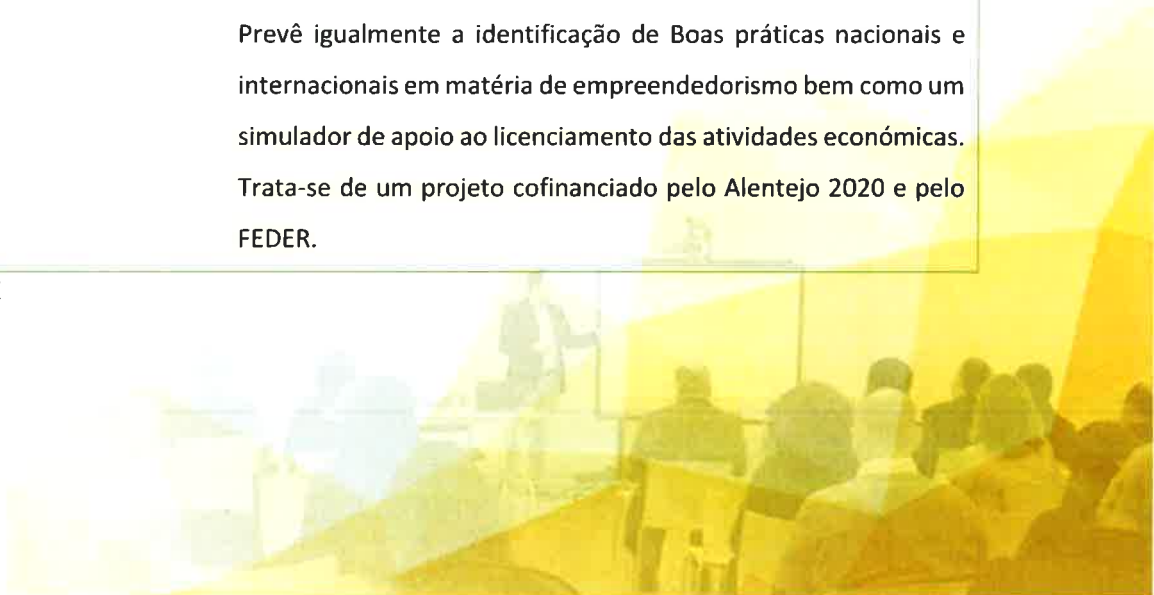 Prevê igualmente a identificação de Boas práticas nacionais e
internacionais em matéria de empreendedorismo bem como um
simulador de apoio ao licenciamento das atividades económicas.
Trata-se de um projeto cofinanciado pelo Alentejo 2020 e pelo
FEDER.